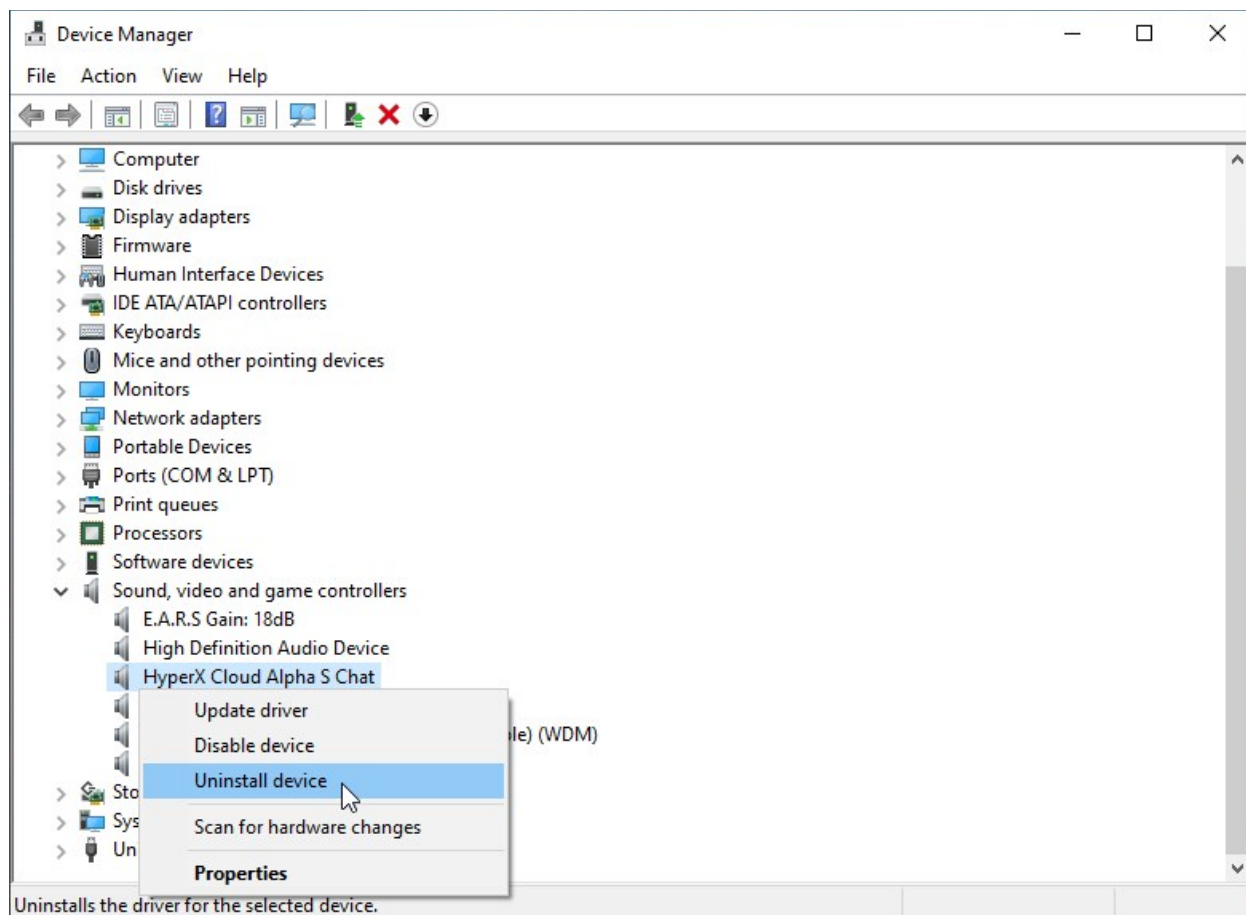 Device Manager
File Action View Help
Computer
Disk drives
Display adapters
Firmware
Human Interface Devices
IDE ATA/ATAPI controllers
Keyboards
Mice and other pointing devices
Monitors
Network adapters
Portable Devices
Ports (COM & LPT)
Print queues
Processors
Software devices
Sound, video and game controllers
E.A.R.S Gain: 18dB
High Definition Audio Device
HyperX Cloud Alpha S Chat
Update driver
le) (WDM)
Disable device
Uninstall device
Sto
Sys
Scan for hardware changes
Un
Properties
Uninstalls the driver for the selected device.